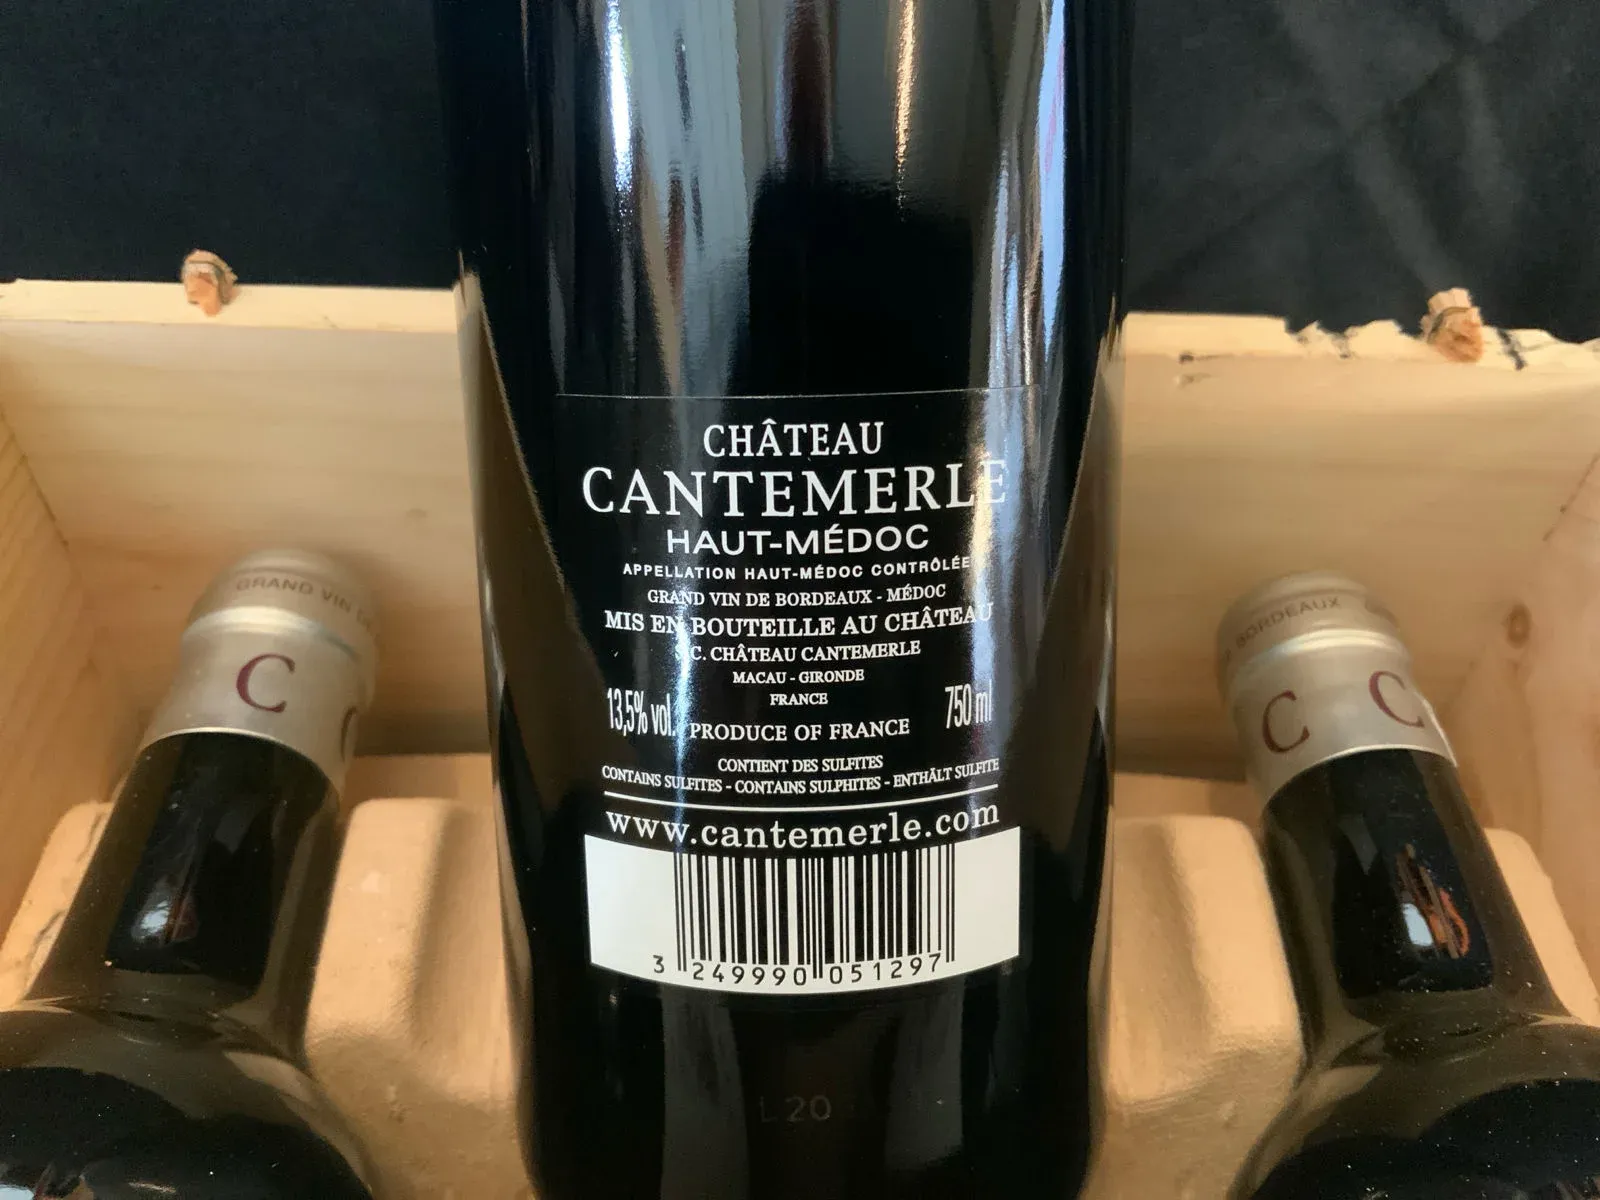 CHÂTEAU
CANTEMERLE
HAUT-MÉDOC
APPELLATION HAUT-MÉDOC CONTRÔLÉE
GRAND VIN DE BORDEAUX - MÉDOC
MIS EN BOUTEILLE AU CHÂTEAU
S.C. CHÂTEAU CANTEMERLE
MACAU - GIRONDE
FRANCE
13,5% vol. PRODUCE OF FRANCE 750 ml
CONTIENT DES SULFITES
CONTAINS SULFITES - CONTAINS SULPHITES - ENTHÄLT SULFITE
www.cantemerle.com
3 249990 051297
L20
GRAND VIN DE
C
BORDEAUX
C C